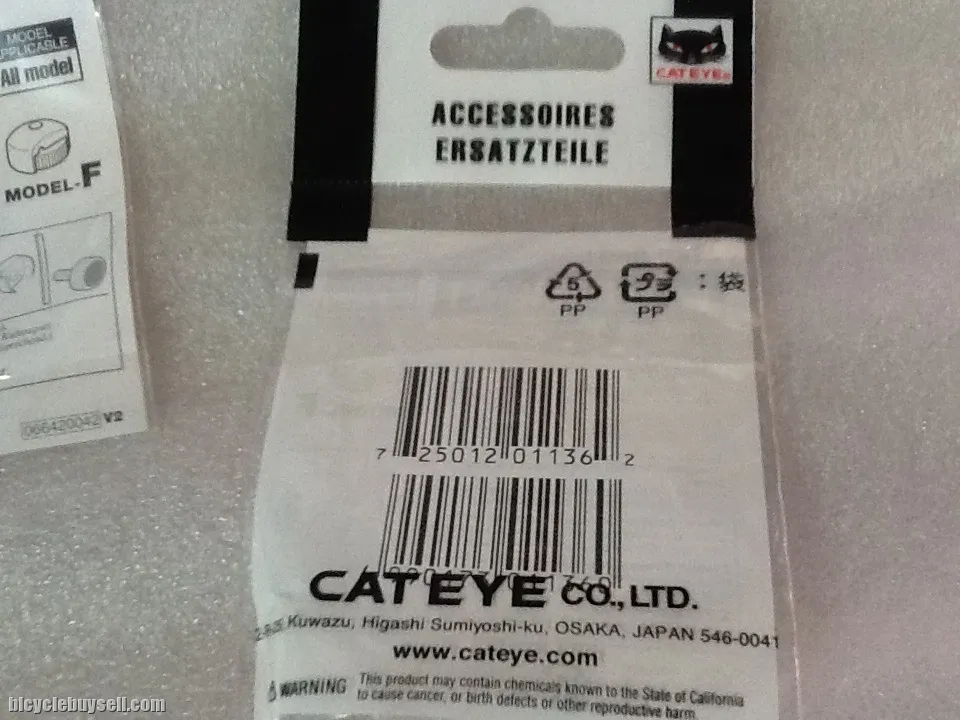 MODEL
APPLICABLE
All model
MODEL-F
066420042 V2
CATEYE®
ACCESSOIRES
ERSATZTEILE
5
PP
PP
:袋
7 25012 01136 2
CAT EYE CO., LTD.
Kuwazu, Higashi Sumiyoshi-ku, OSAKA, JAPAN 546-0041
www.cateye.com
WARNING This product may contain chemicals known to the State of California
to cause cancer, or birth defects or other reproductive harm
bicyclebuysell.com